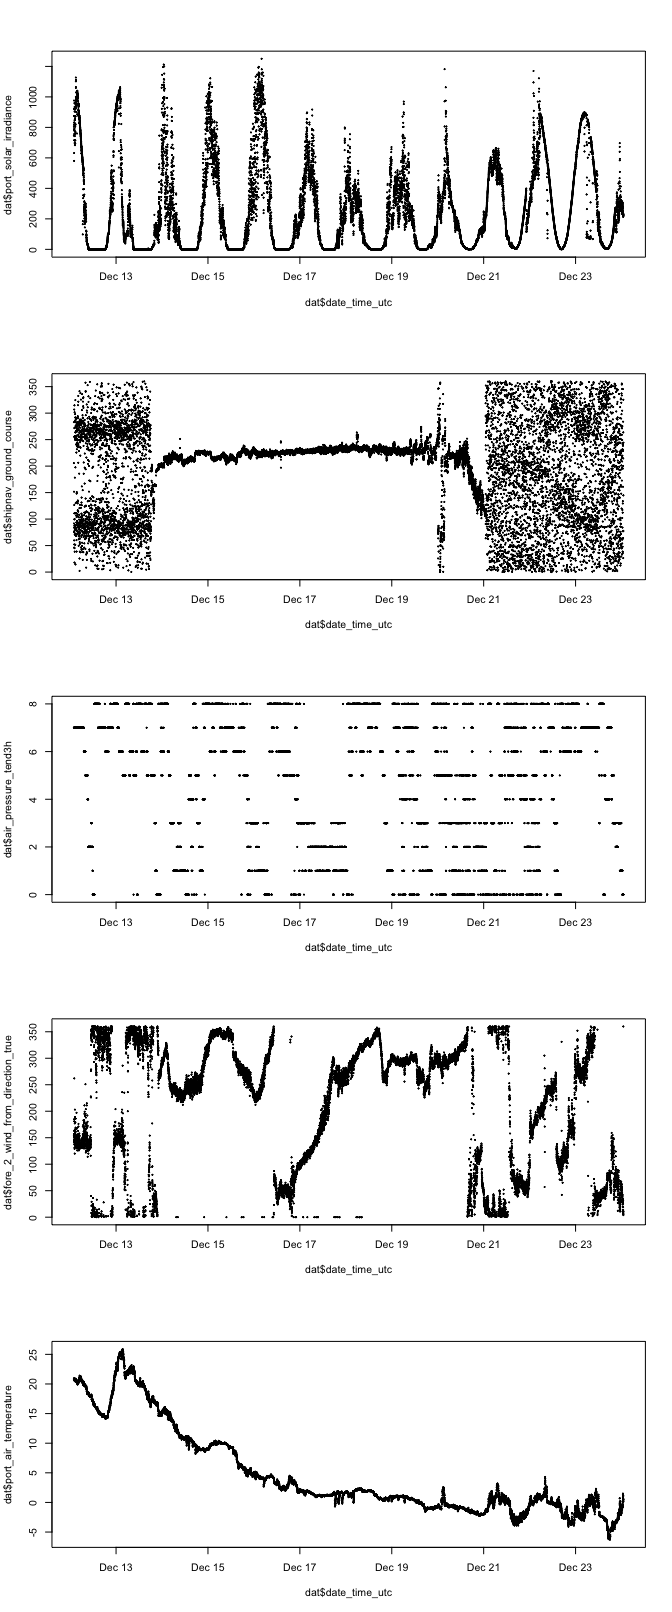 dat$port_solar_irradiance
0 200 400 600 800 1000
Dec 13 Dec 15 Dec 17 Dec 19 Dec 21 Dec 23
dat$date_time_utc
dat$shipnav_ground_course
0 50 100 150 200 250 300 350
Dec 13 Dec 15 Dec 17 Dec 19 Dec 21 Dec 23
dat$date_time_utc
dat$air_pressure_tend3h
0 2 4 6 8
Dec 13 Dec 15 Dec 17 Dec 19 Dec 21 Dec 23
dat$date_time_utc
dat$fore_2_wind_from_direction_true
0 50 100 150 200 250 300 350
Dec 13 Dec 15 Dec 17 Dec 19 Dec 21 Dec 23
dat$date_time_utc
dat$port_air_temperature
-5 0 5 10 15 20 25
Dec 13 Dec 15 Dec 17 Dec 19 Dec 21 Dec 23
dat$date_time_utc